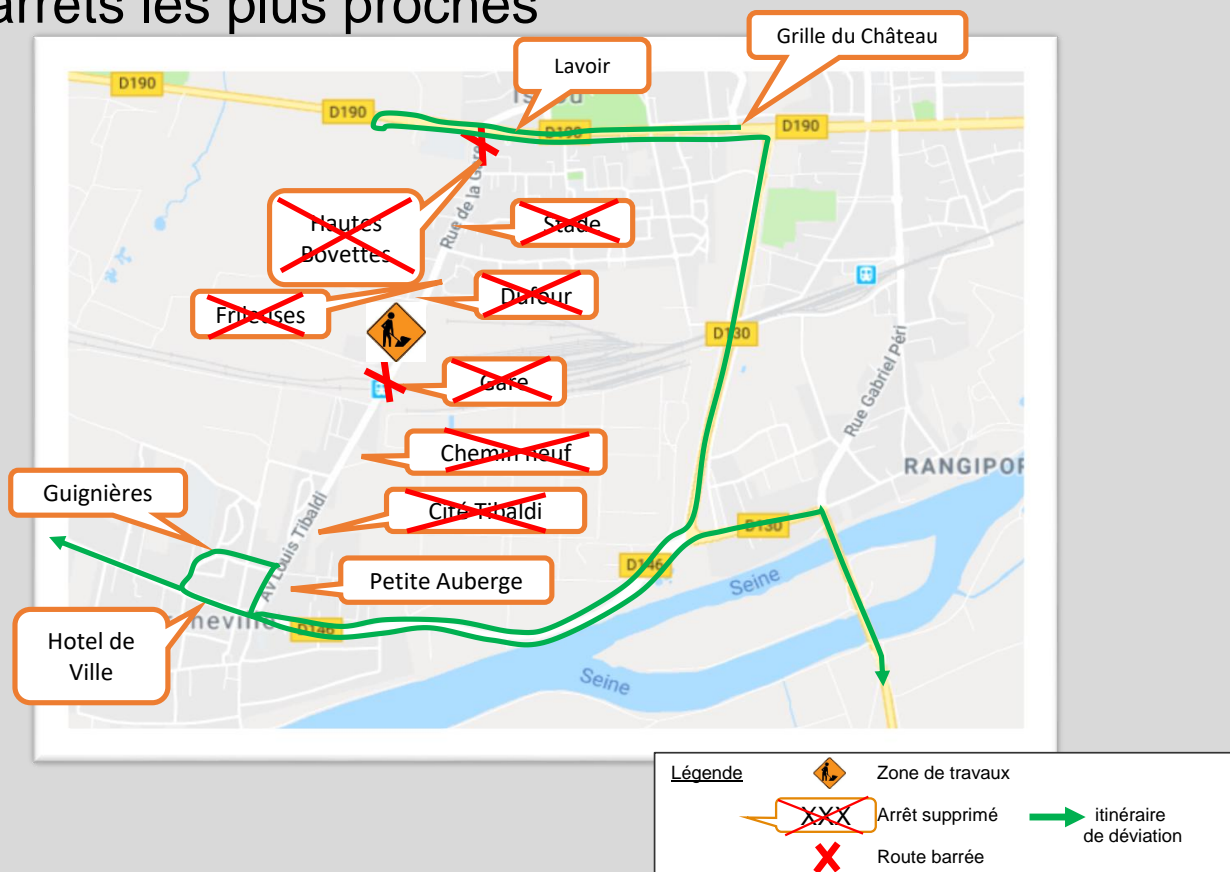 arrêts les plus proches
Grille du Château
Lavoir
D190
D190
D190
D190
Rue de la Gare
Hautes
Bovettes
Stade
Frileuses
Dufour
D130
Gare
Rue Gabriel Péri
Chemin neuf
RANGIPOR
Guignières
Cité Tibaldi
Av Louis Tibaldi
D130
D146
Petite Auberge
Seine
Hotel de
Ville
D146
Seine
Légende
Zone de travaux
XXX
Arrêt supprimé
itinéraire
de déviation
Route barrée